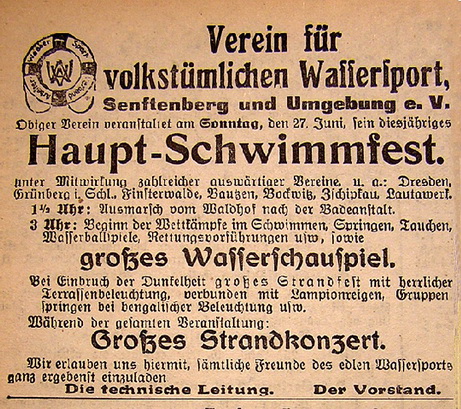 Verein für
volkstümlichen Wassersport,
Senftenberg und Umgebung e. V.
Obiger Verein veranstaltet am Sonntag, den 27. Juni, sein diesjähriges
Haupt-Schwimmfest.
unter Mitwirkung zahlreicher auswärtiger Vereine, u. a.: Dresden,
Grünberg i. Schl. Finsterwalde, Bautzen, Bockwitz, Zschipkau, Lautawerk.
1½ Uhr: Ausmarsch vom Waldhof nach der Badeanstalt.
3 Uhr: Beginn der Wettkämpfe im Schwimmen, Springen, Tauchen,
Wasserballspiele, Rettungsvorführungen usw., sowie
großes Wasserschauspiel.
Bei Einbruch der Dunkelheit großes Strandfest mit herrlicher
Terrassenbeleuchtung, verbunden mit Lampionreigen, Gruppen
springen bei bengalischer Beleuchtung usw.
Während der gesamten Veranstaltung:
Großes Strandkonzert.
Wir erlauben uns hiermit, sämtliche Freunde des edlen Wassersports
ganz ergebenst einzuladen
Die technische Leitung. Der Vorstand.